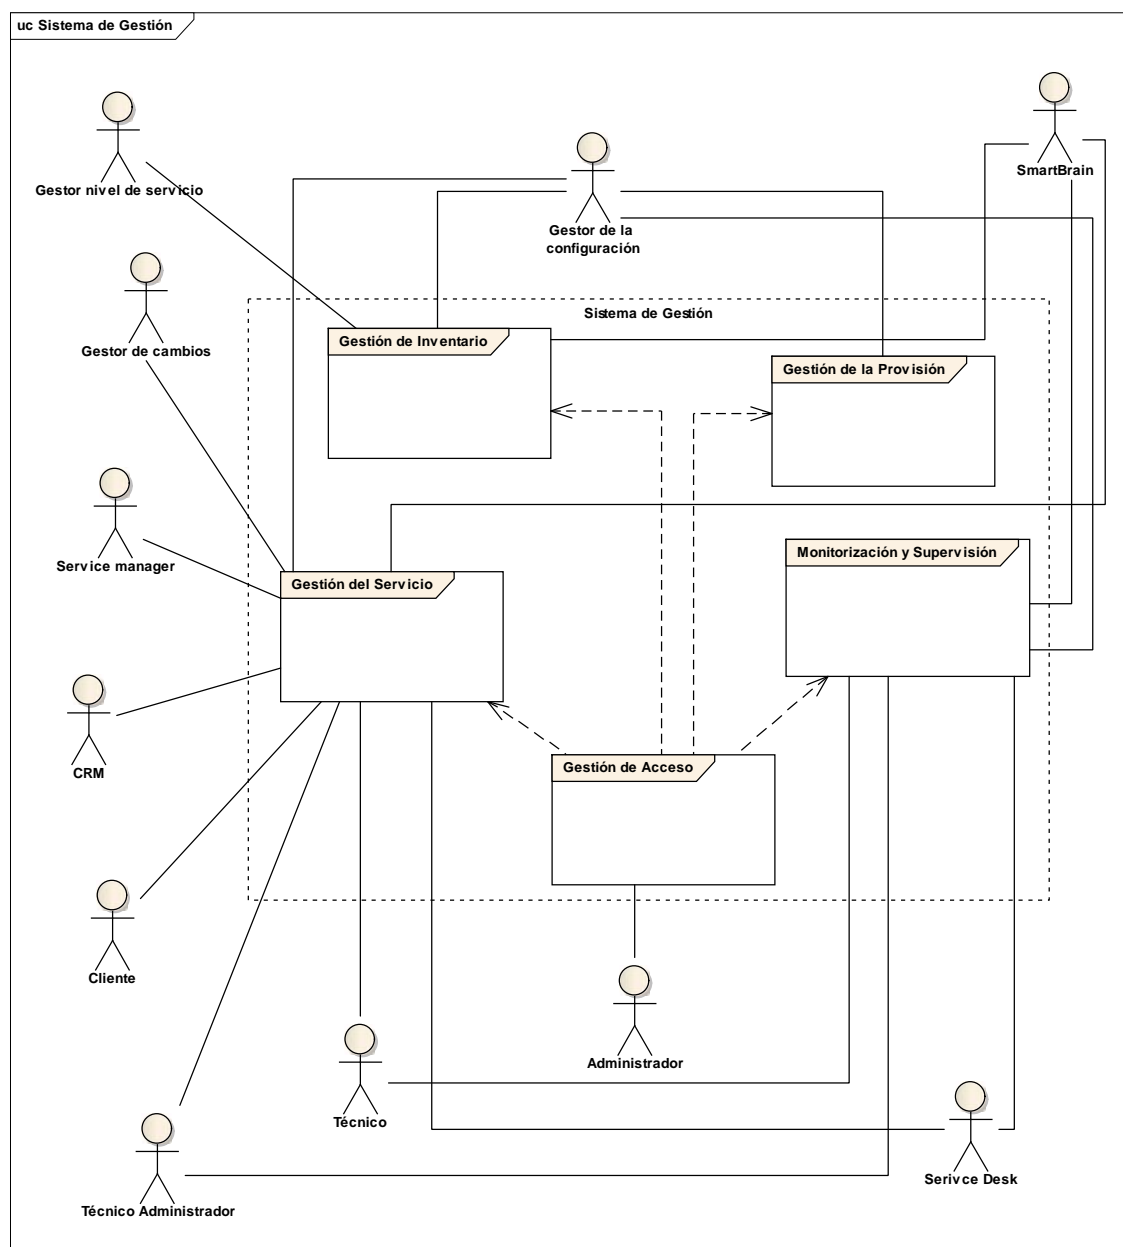 uc Sistema de Gestión
SmartBrain
Gestor nivel de servicio
Gestor de la
configuración
Sistema de Gestión
Gestión de Inventario
Gestor de cambios
Gestión de la Provisión
Monitorización y Supervisión
Service manager
Gestión del Servicio
CRM
Gestión de Acceso
Cliente
Administrador
Técnico
Serivce Desk
Técnico Administrador